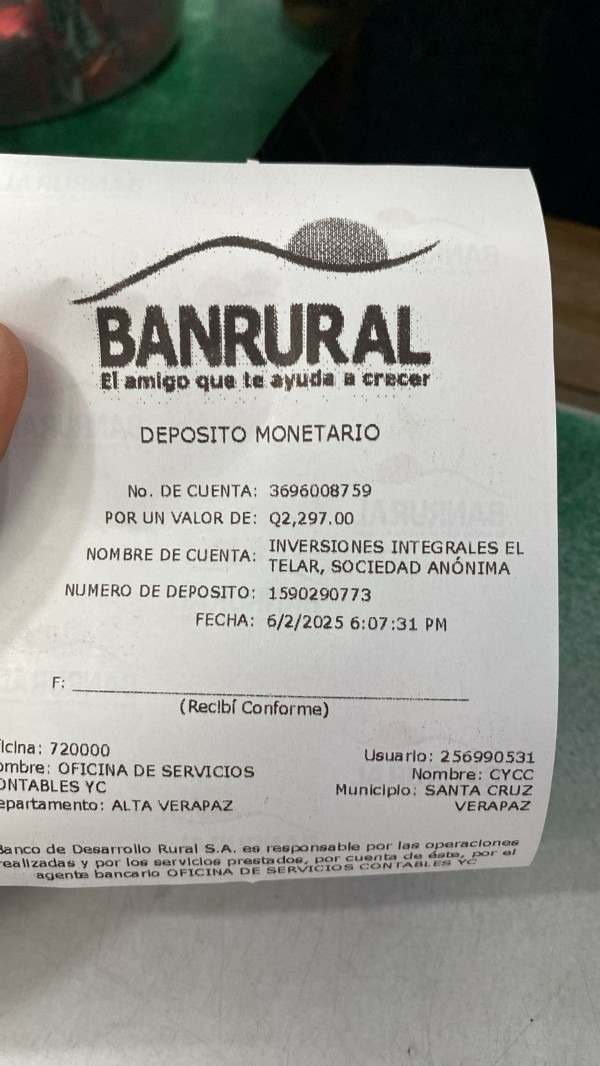 BANRURAL
El amigo que te ayuda a crecer
DEPOSITO MONETARIO
No. DE CUENTA: 3696008759
POR UN VALOR DE: Q2,297.00
NOMBRE DE CUENTA: INVERSIONES INTEGRALES EL
TELAR, SOCIEDAD ANÓNIMA
NUMERO DE DEPOSITO: 1590290773
FECHA: 6/2/2025 6:07:31 PM
F:
(Recibí Conforme)
icina: 720000
ombre: OFICINA DE SERVICIOS
ONTABLES YC
epartamento: ALTA VERAPAZ
Usuario: 256990531
Nombre: CYCC
Municipio: SANTA CRUZ
VERAPAZ
Banco de Desarrollo Rural S.A. es responsable por las operaciones
realizadas y por los servicios prestados, por cuenta de éste, por el
agente bancario OFICINA DE SERVICIOS CONTABLES YC